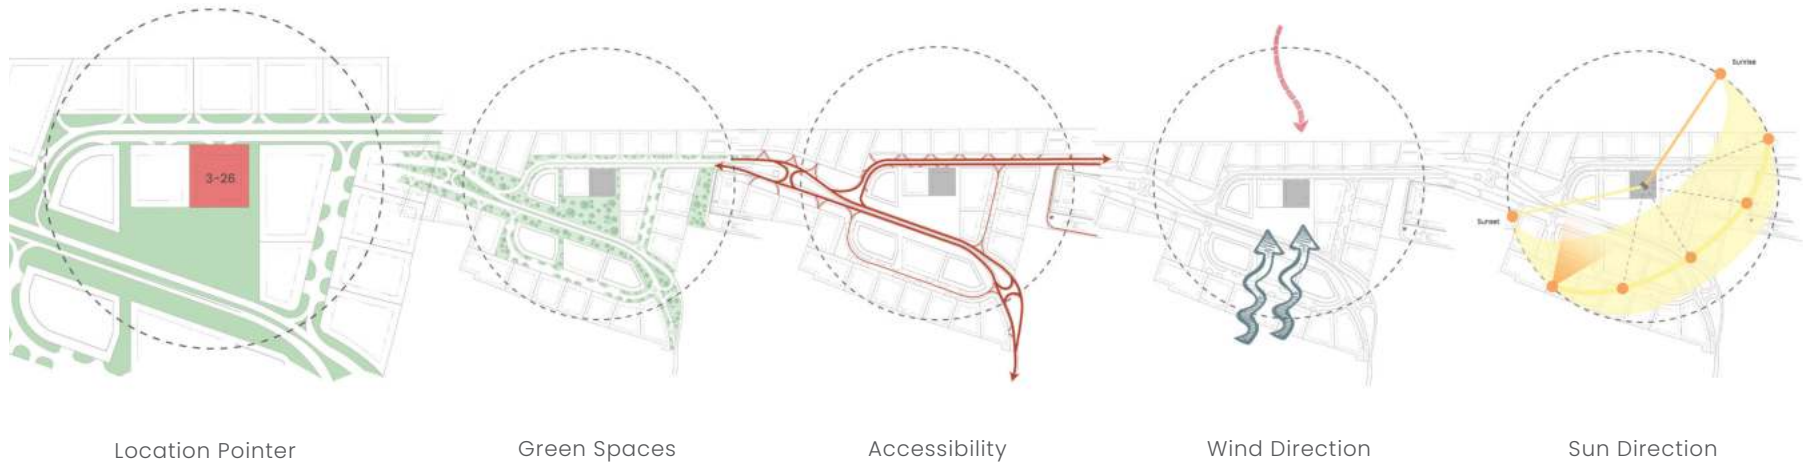 Sunrise
3-26
Sunset
Location Pointer
Green Spaces
Accessibility
Wind Direction
Sun Direction